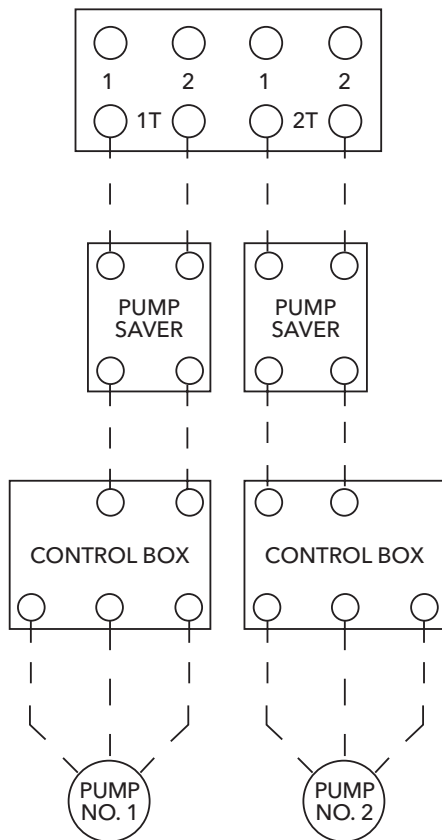 1 2 1 2
1T 2T
PUMP
SAVER
PUMP
SAVER
CONTROL BOX
CONTROL BOX
PUMP
NO. 1
PUMP
NO. 2